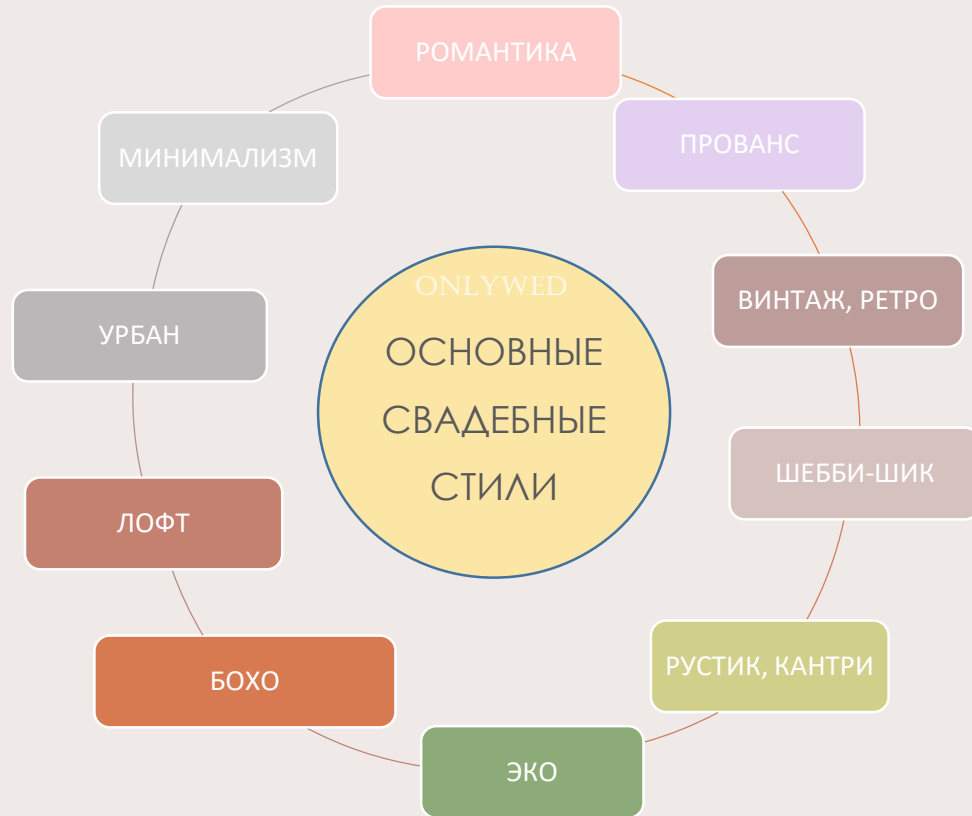 РОМАНТИКА
ПРОВАНС
ВИНТАЖ, РЕТРО
ШЕББИ-ШИК
РУСТИК, КАНТРИ
ЭКО
БОХО
ЛОФТ
УРБАН
МИНИМАЛИЗМ
ONLYWED
ОСНОВНЫЕ
СВАДЕБНЫЕ
СТИЛИ